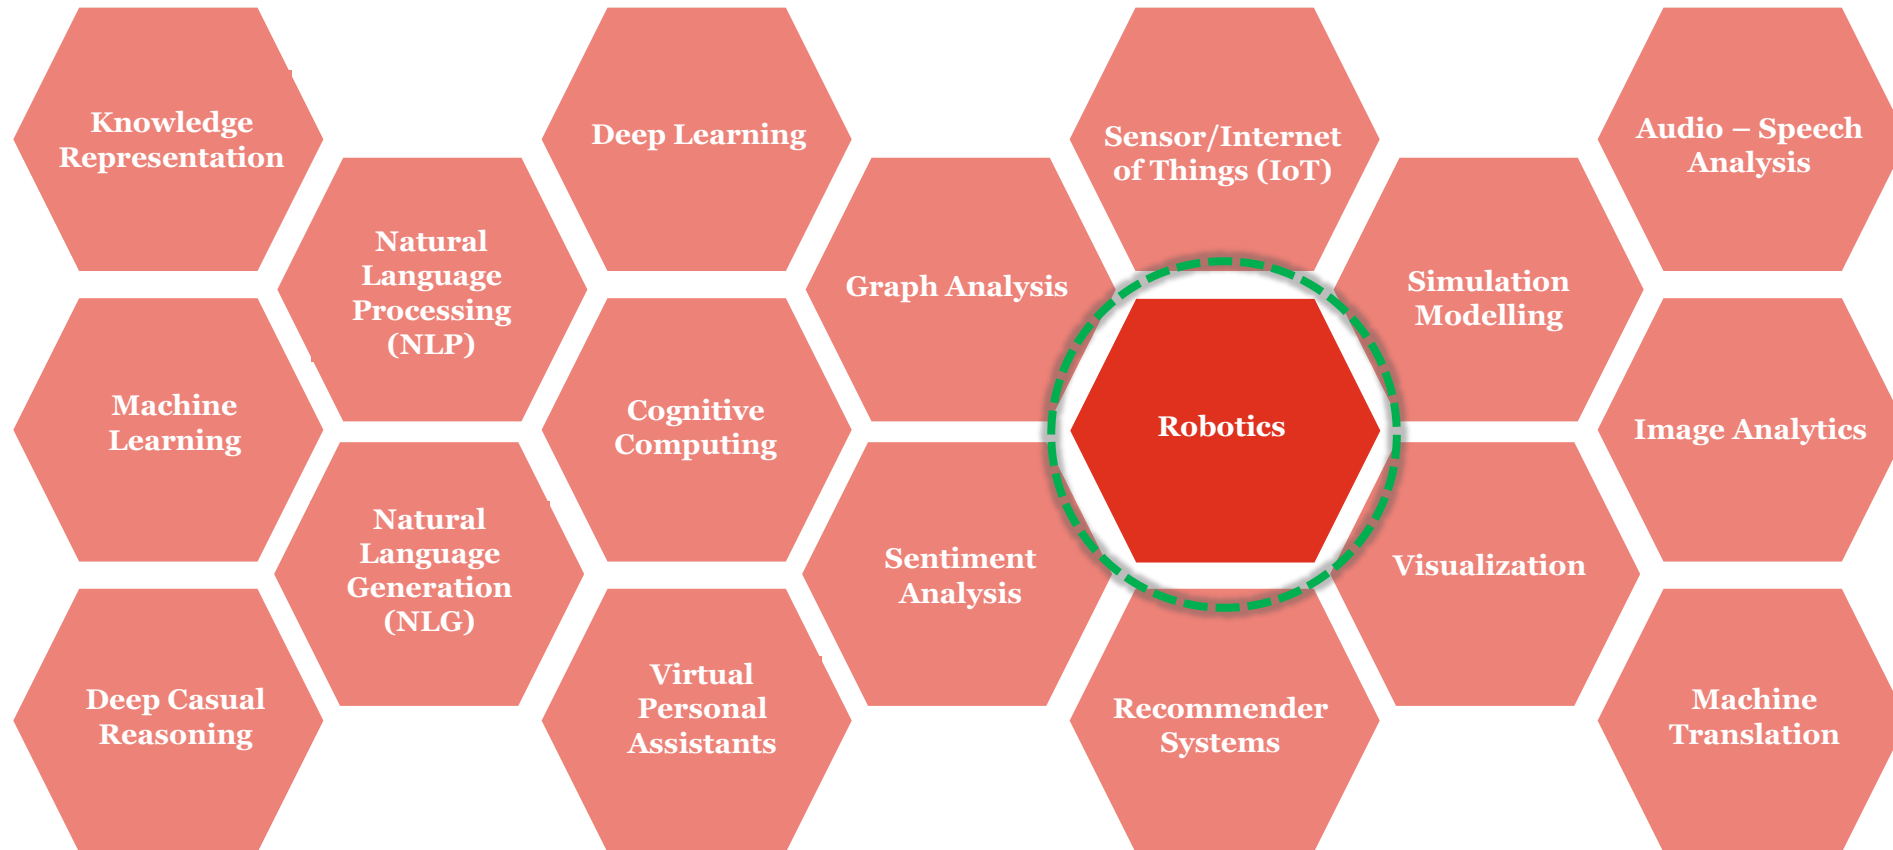 Knowledge
Representation
Deep Learning
Sensor/Internet
of Things (IoT)
Audio – Speech
Analysis
Natural
Language
Processing
(NLP)
Graph Analysis
Simulation
Modelling
Machine
Learning
Cognitive
Computing
Robotics
Image Analytics
Natural
Language
Generation
(NLG)
Sentiment
Analysis
Visualization
Deep Casual
Reasoning
Virtual
Personal
Assistants
Recommender
Systems
Machine
Translation